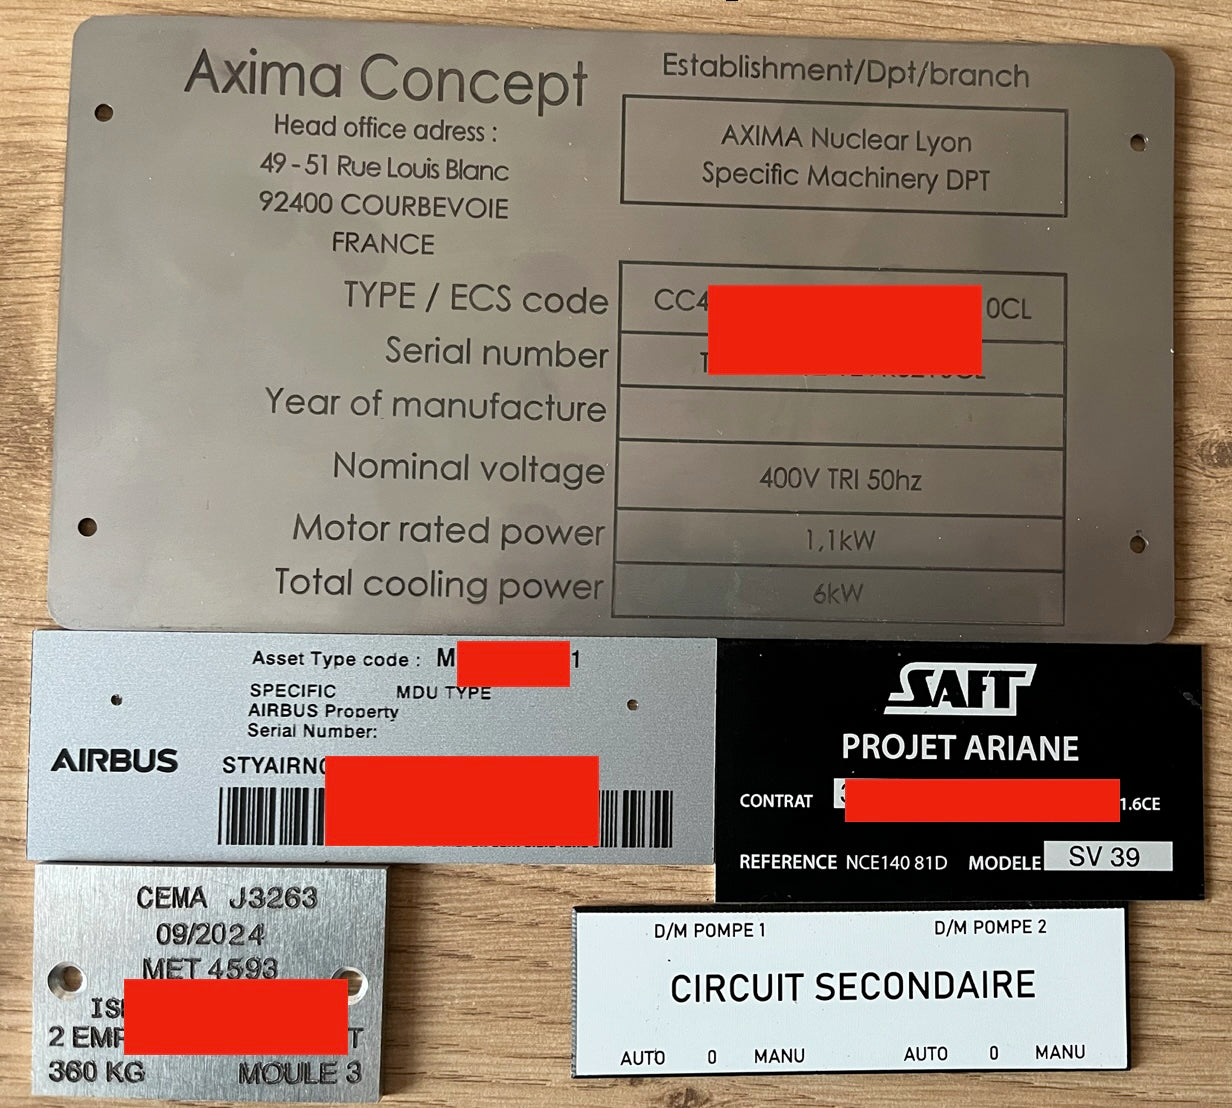 Axima Concept
Head office adress :
49-51 Rue Louis Blanc
92400 COURBEVOIE
FRANCE
Establishment/Dpt/branch
AXIMA Nuclear Lyon
Specific Machinery DPT
TYPE / ECS code CC4 0CL
Serial number
Year of manufacture
Nominal voltage 400V TRI 50hz
Motor rated power 1,1kW
Total cooling power 6kW
AIRBUS
Asset Type code : M 1
SPECIFIC MDU TYPE
AIRBUS Property
Serial Number:
STYAIRN
SAFT
PROJET ARIANE
CONTRAT 1.6CE
REFERENCE NCE140 81D MODELE SV 39
CEMA J3263
09/2024
MET 4593
IS
2 EMP T
360 KG MOULE 3
D/M POMPE 1 D/M POMPE 2
CIRCUIT SECONDAIRE
AUTO 0 MANU AUTO 0 MANU